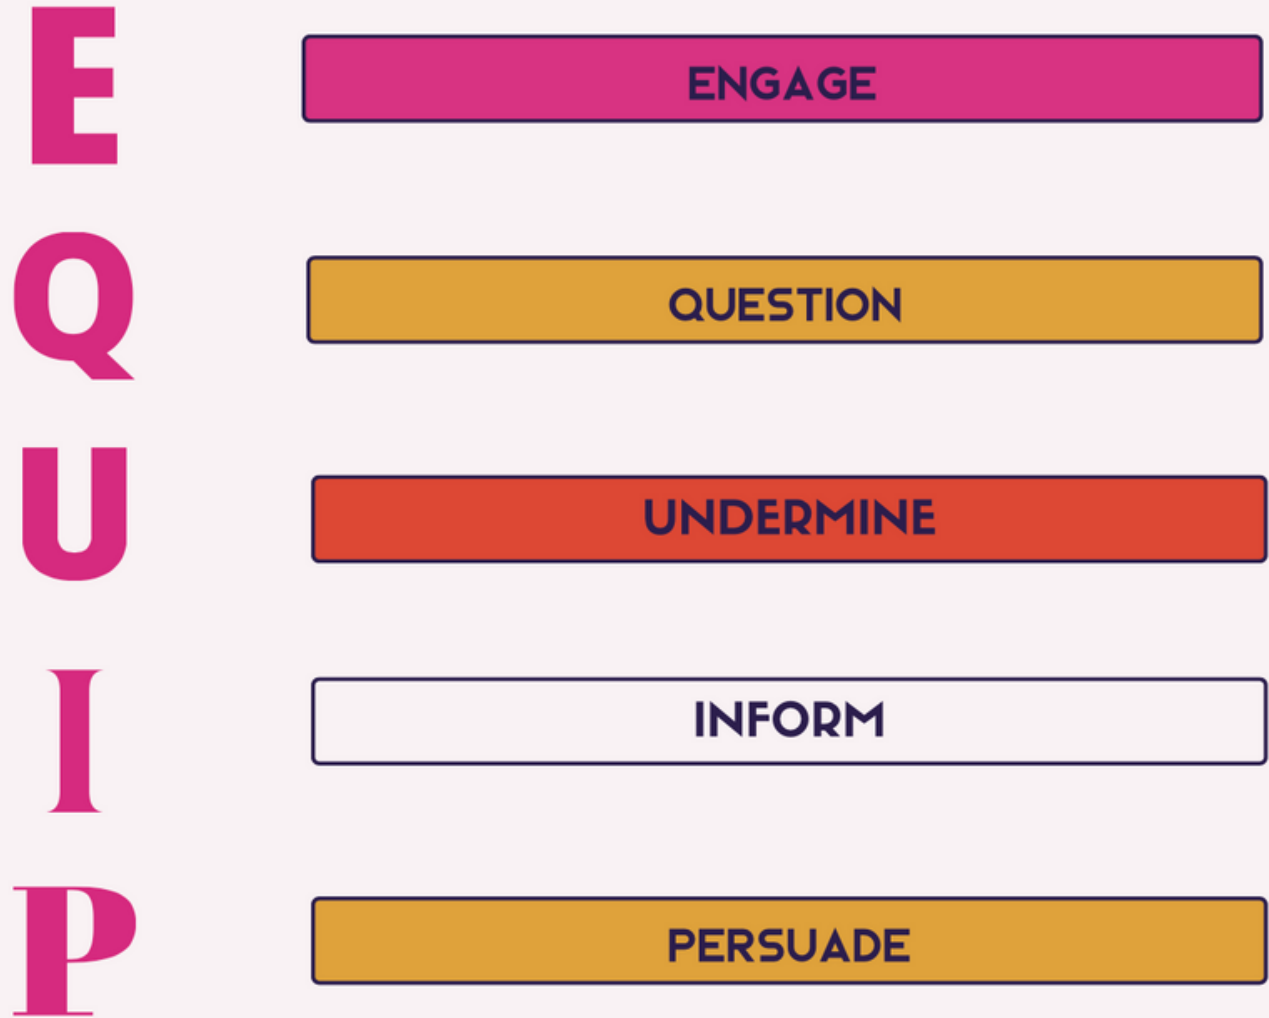 E
ENGAGE
Q
QUESTION
U
UNDERMINE
I
INFORM
P
PERSUADE